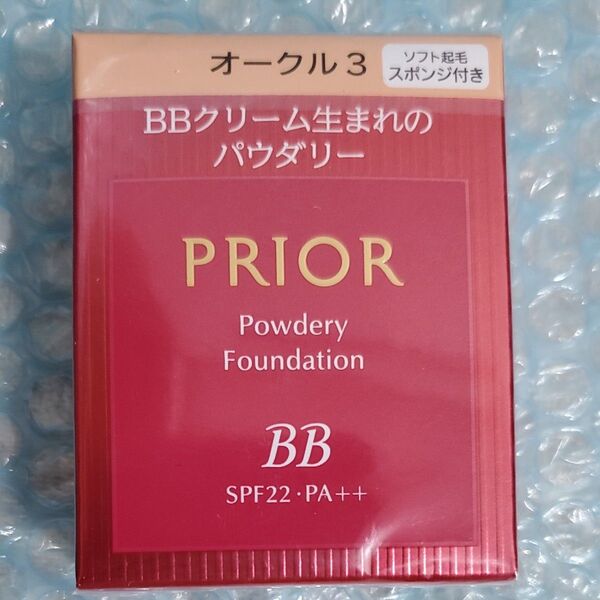 オークル3
ソフト起毛
スポンジ付き
BBクリーム生まれの
パウダリー
PRIOR
Powdery
Foundation
BB
SPF22・PA++